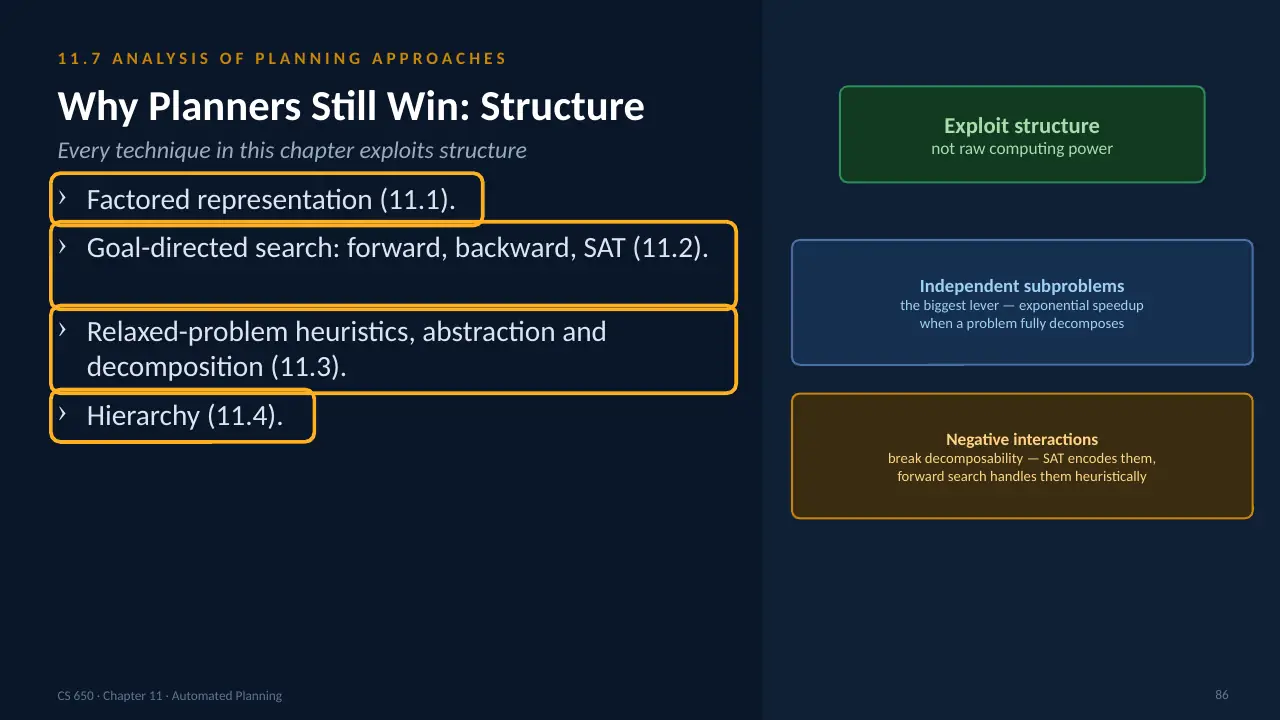 11.7 ANALYSIS OF PLANNING APPROACHES
Why Planners Still Win: Structure
Every technique in this chapter exploits structure
› Factored representation (11.1).
› Goal-directed search: forward, backward, SAT (11.2).
› Relaxed-problem heuristics, abstraction and
decomposition (11.3).
› Hierarchy (11.4).
Exploit structure
not raw computing power
Independent subproblems
the biggest lever — exponential speedup
when a problem fully decomposes
Negative interactions
break decomposability — SAT encodes them,
forward search handles them heuristically
CS 650 · Chapter 11 · Automated Planning
86